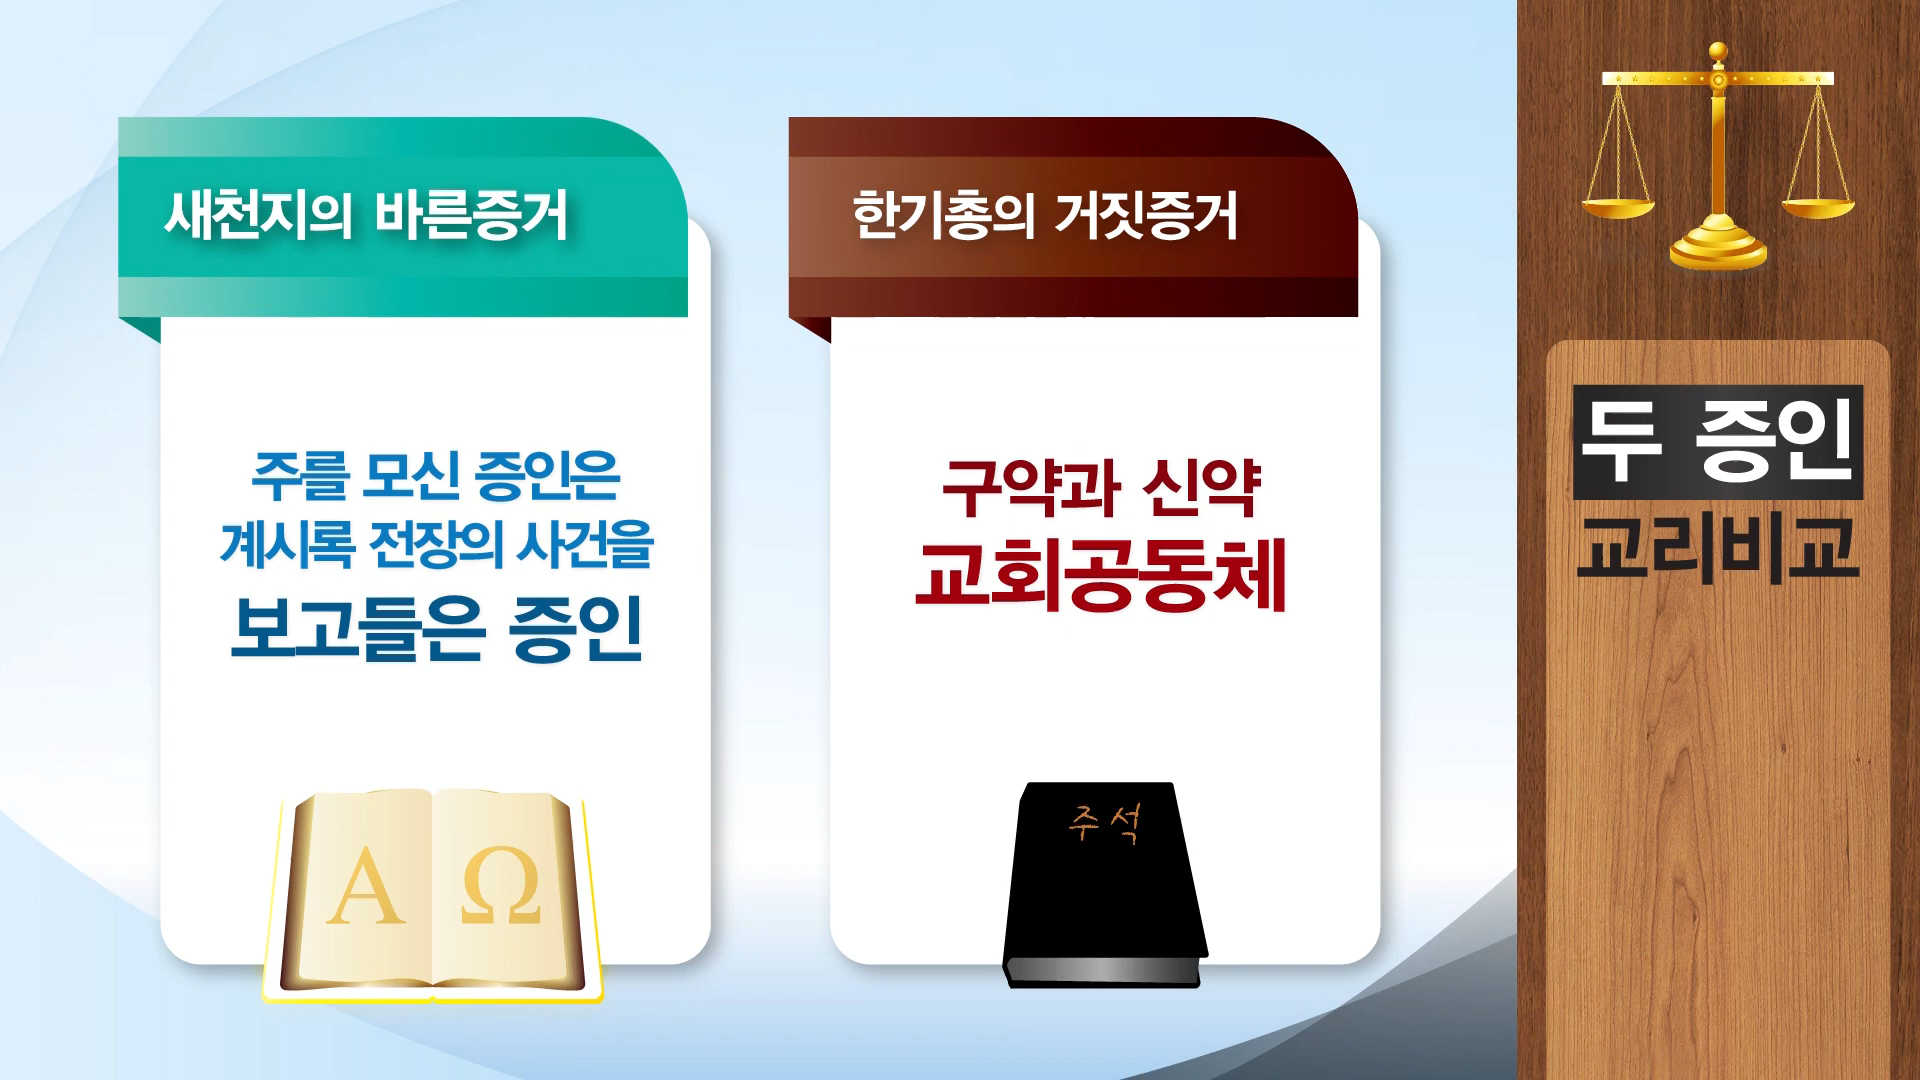 새천지의 바른증거
주를 모신 증인은
계시록 전장의 사건을
보고들은 증인
Α Ω
한기총의 거짓증거
구약과 신약
교회공동체
주석
두 증인
교리비교